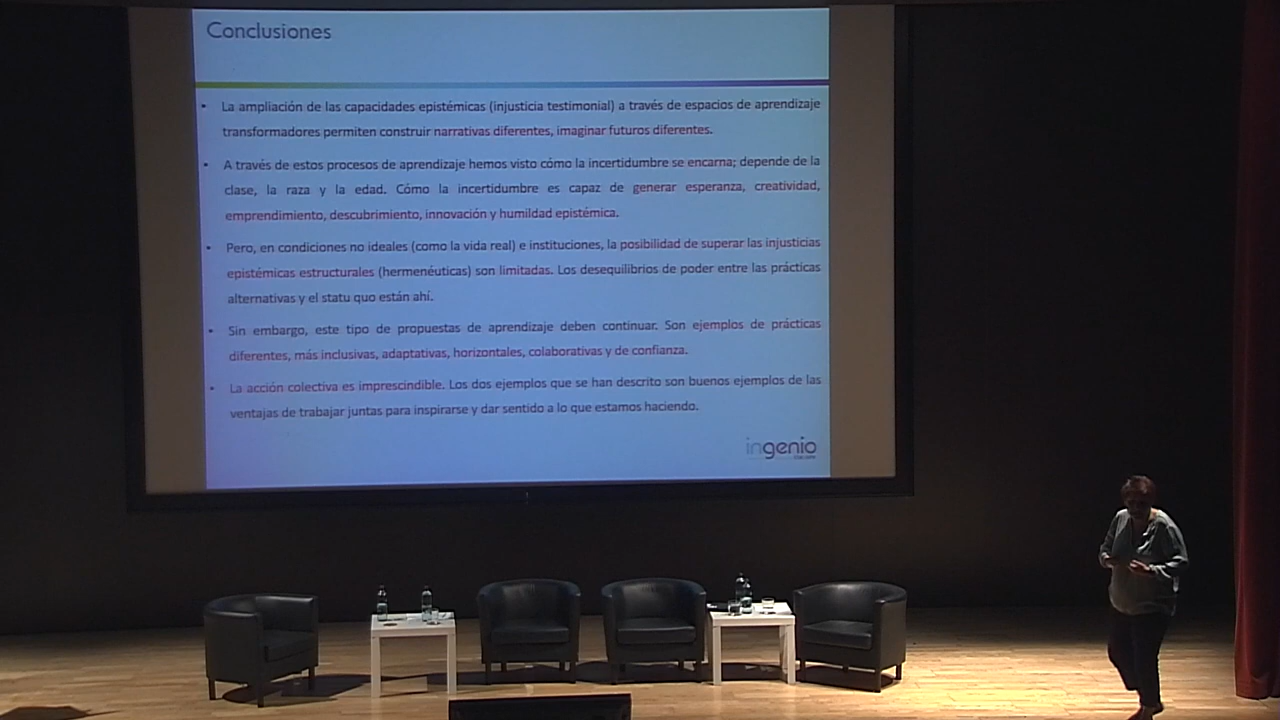 Conclusiones
• La ampliación de las capacidades epistémicas (injusticia testimonial) a través de espacios de aprendizaje
transformadores permiten construir narrativas diferentes, imaginar futuros diferentes.
• A través de estos procesos de aprendizaje hemos visto cómo la incertidumbre se encarna; depende de la
clase, la raza y la edad. Cómo la incertidumbre es capaz de generar esperanza, creatividad,
emprendimiento, descubrimiento, innovación y humildad epistémica.
• Pero, en condiciones no ideales (como la vida real) e instituciones, la posibilidad de superar las injusticias
epistémicas estructurales (hermenéuticas) son limitadas. Los desequilibrios de poder entre las prácticas
alternativas y el statu quo están ahí.
• Sin embargo, este tipo de propuestas de aprendizaje deben continuar. Son ejemplos de prácticas
diferentes, más inclusivas, adaptativas, horizontales, colaborativas y de confianza.
• La acción colectiva es imprescindible. Los dos ejemplos que se han descrito son buenos ejemplos de las
ventajas de trabajar juntas para inspirarse y dar sentido a lo que estamos haciendo.
ingenio